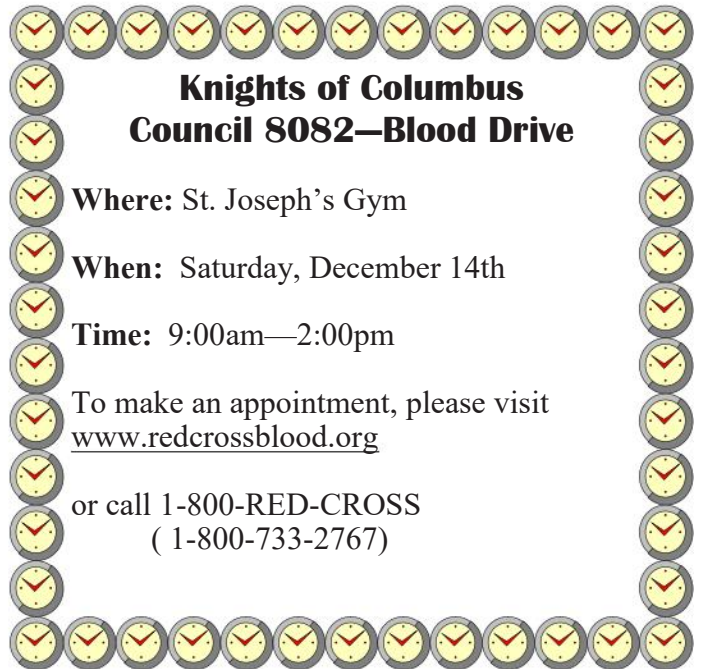 Knights of Columbus
Council 8082—Blood Drive
Where: St. Joseph’s Gym
When:  Saturday, December 14th
Time:  9:00am—2:00pm
To make an appointment, please visit
www.redcrossblood.org
or call 1-800-RED-CROSS
( 1-800-733-2767)